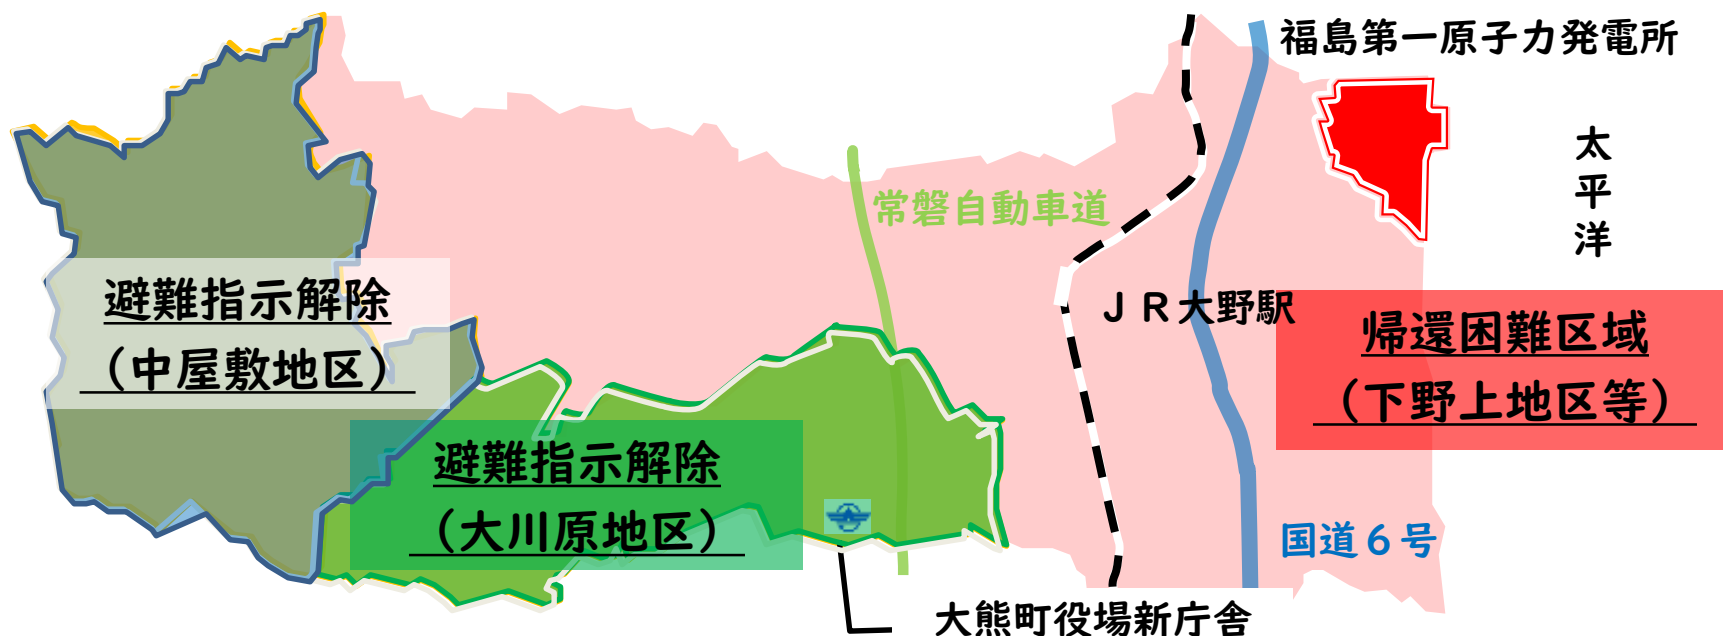 福島第一原子力発電所
太平洋
常磐自動車道
避難指示解除
（中屋敷地区）
ＪＲ大野駅
帰還困難区域
（下野上地区等）
避難指示解除
（大川原地区）
国道６号
大熊町役場新庁舎